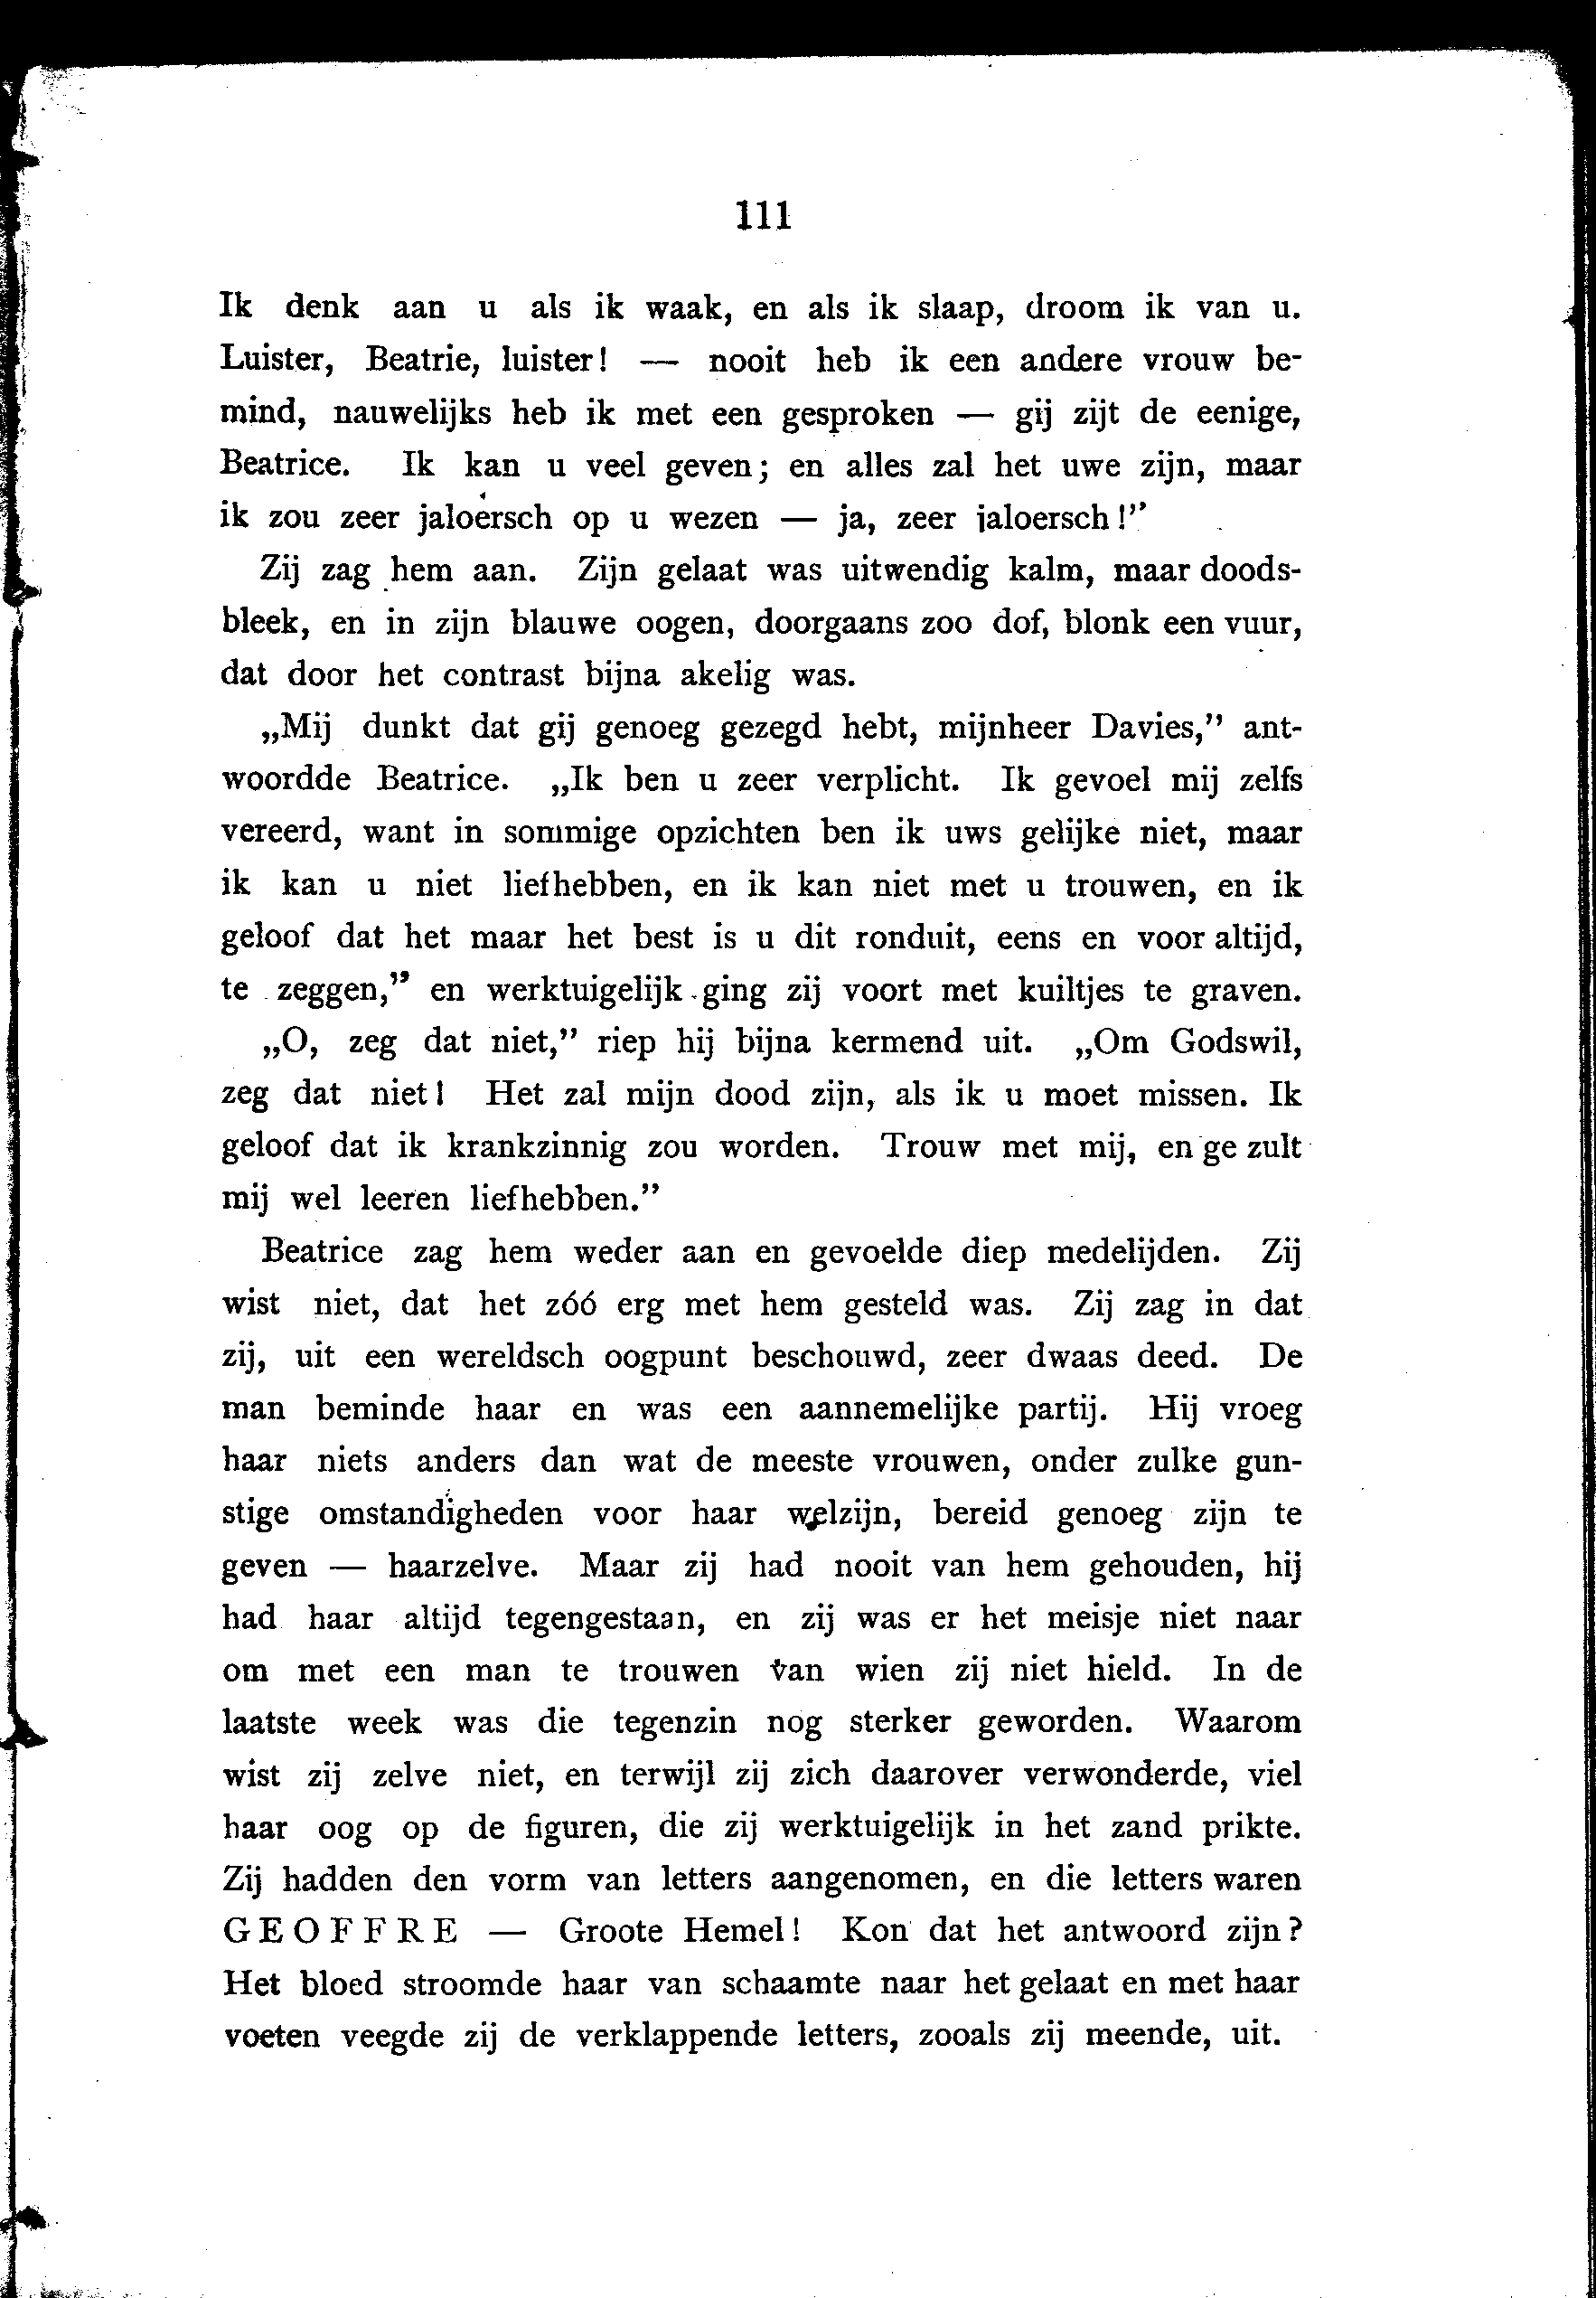 111
Ik denk aan u als ik waak, en als ik slaap, droom ik van u.
Luister, Beatrie, luister! — nooit heb ik een andere vrouw be-
mind, nauwelijks heb ik met een gesproken — gij zijt de eenige,
Beatrice. Ik kan u veel geven; en alles zal het uwe zijn, maar
ik zou zeer jaloersch op u wezen — ja, zeer jaloersch!”
Zij zag hem aan. Zijn gelaat was uitwendig kalm, maar doods-
bleek, en in zijn blauwe oogen, doorgaans zoo dof, blonk een vuur,
dat door het contrast bijna akelig was.
„Mij dunkt dat gij genoeg gezegd hebt, mijnheer Davies,” ant-
woordde Beatrice. „Ik ben u zeer verplicht. Ik gevoel mij zelfs
vereerd, want in sommige opzichten ben ik uws gelijke niet, maar
ik kan u niet liefhebben, en ik kan niet met u trouwen, en ik
geloof dat het maar het best is u dit ronduit, eens en voor altijd,
te zeggen,” en werktuigelijk ging zij voort met kuiltjes te graven.
„O, zeg dat niet,” riep hij bijna kermend uit. „Om Godswil,
zeg dat niet! Het zal mijn dood zijn, als ik u moet missen. Ik
geloof dat ik krankzinnig zou worden. Trouw met mij, en ge zult
mij wel leeren liefhebben.”
Beatrice zag hem weder aan en gevoelde diep medelijden. Zij
wist niet, dat het zóó erg met hem gesteld was. Zij zag in dat
zij, uit een wereldsch oogpunt beschouwd, zeer dwaas deed. De
man beminde haar en was een aannemelijke partij. Hij vroeg
haar niets anders dan wat de meeste vrouwen, onder zulke gun-
stige omstandigheden voor haar welzijn, bereid genoeg zijn te
geven — haarzelve. Maar zij had nooit van hem gehouden, hij
had haar altijd tegengestaan, en zij was er het meisje niet naar
om met een man te trouwen van wien zij niet hield. In de
laatste week was die tegenzin nog sterker geworden. Waarom
wist zij zelve niet, en terwijl zij zich daarover verwonderde, viel
haar oog op de figuren, die zij werktuigelijk in het zand prikte.
Zij hadden den vorm van letters aangenomen, en die letters waren
G E O F F R E — Groote Hemel! Kon dat het antwoord zijn?
Het bloed stroomde haar van schaamte naar het gelaat en met haar
voeten veegde zij de verklappende letters, zooals zij meende, uit.